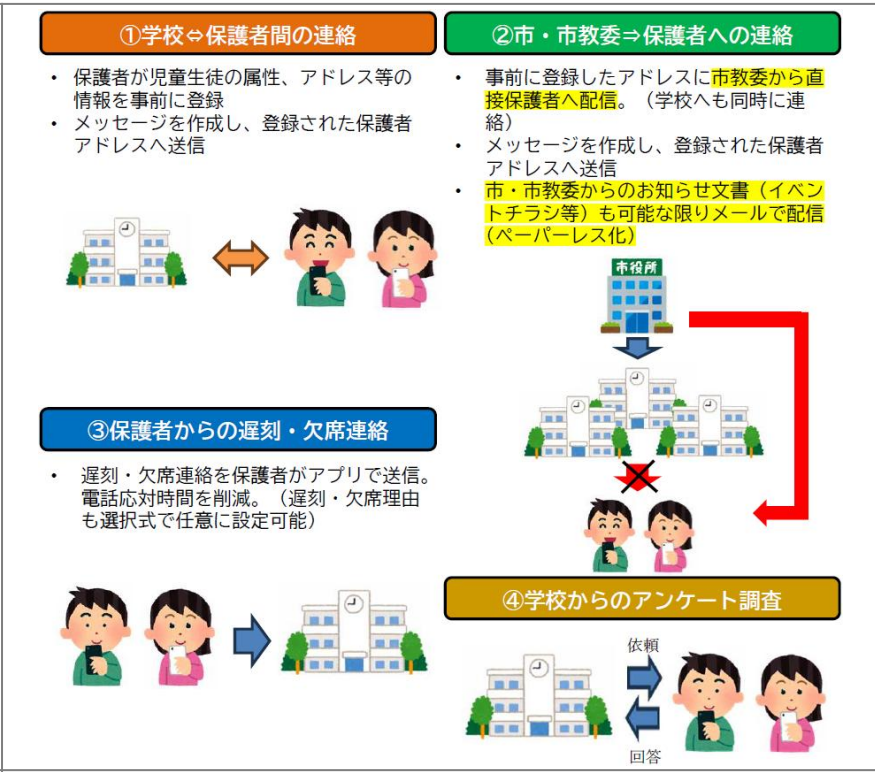 ①学校⇔保護者間の連絡
• 保護者が児童生徒の属性、アドレス等の
情報を事前に登録
• メッセージを作成し、登録された保護者
アドレスへ送信
②市・市教委⇒保護者への連絡
• 事前に登録したアドレスに市教委から直
接保護者へ配信。（学校へも同時に連
絡）
• メッセージを作成し、登録された保護者
アドレスへ送信
• 市・市教委からのお知らせ文書（イベン
トチラシ等）も可能な限りメールで配信
（ペーパーレス化）
市役所
③保護者からの遅刻・欠席連絡
• 遅刻・欠席連絡を保護者がアプリで送信。
電話応対時間を削減。（遅刻・欠席理由
も選択式で任意に設定可能）
④学校からのアンケート調査
依頼
回答